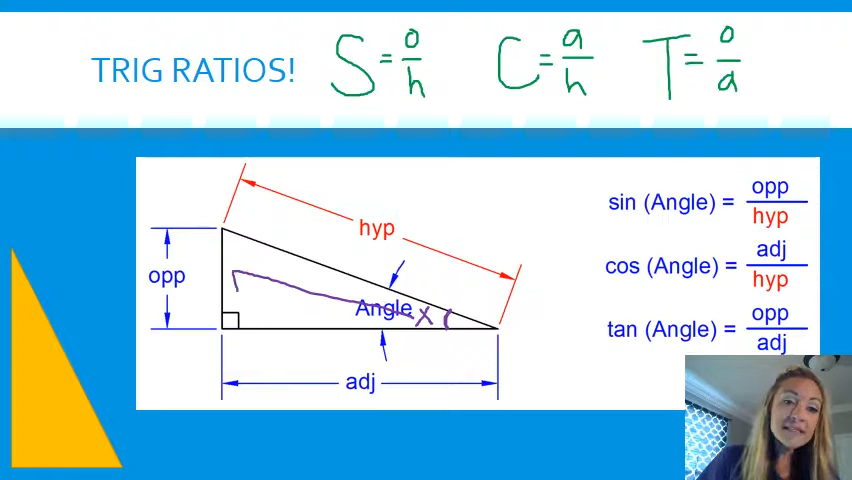 TRIG RATIOS! S = o/h C = a/h T = o/a
hyp
opp
Angle
x
adj
sin (Angle) = opp/hyp
cos (Angle) = adj/hyp
tan (Angle) = opp/adj